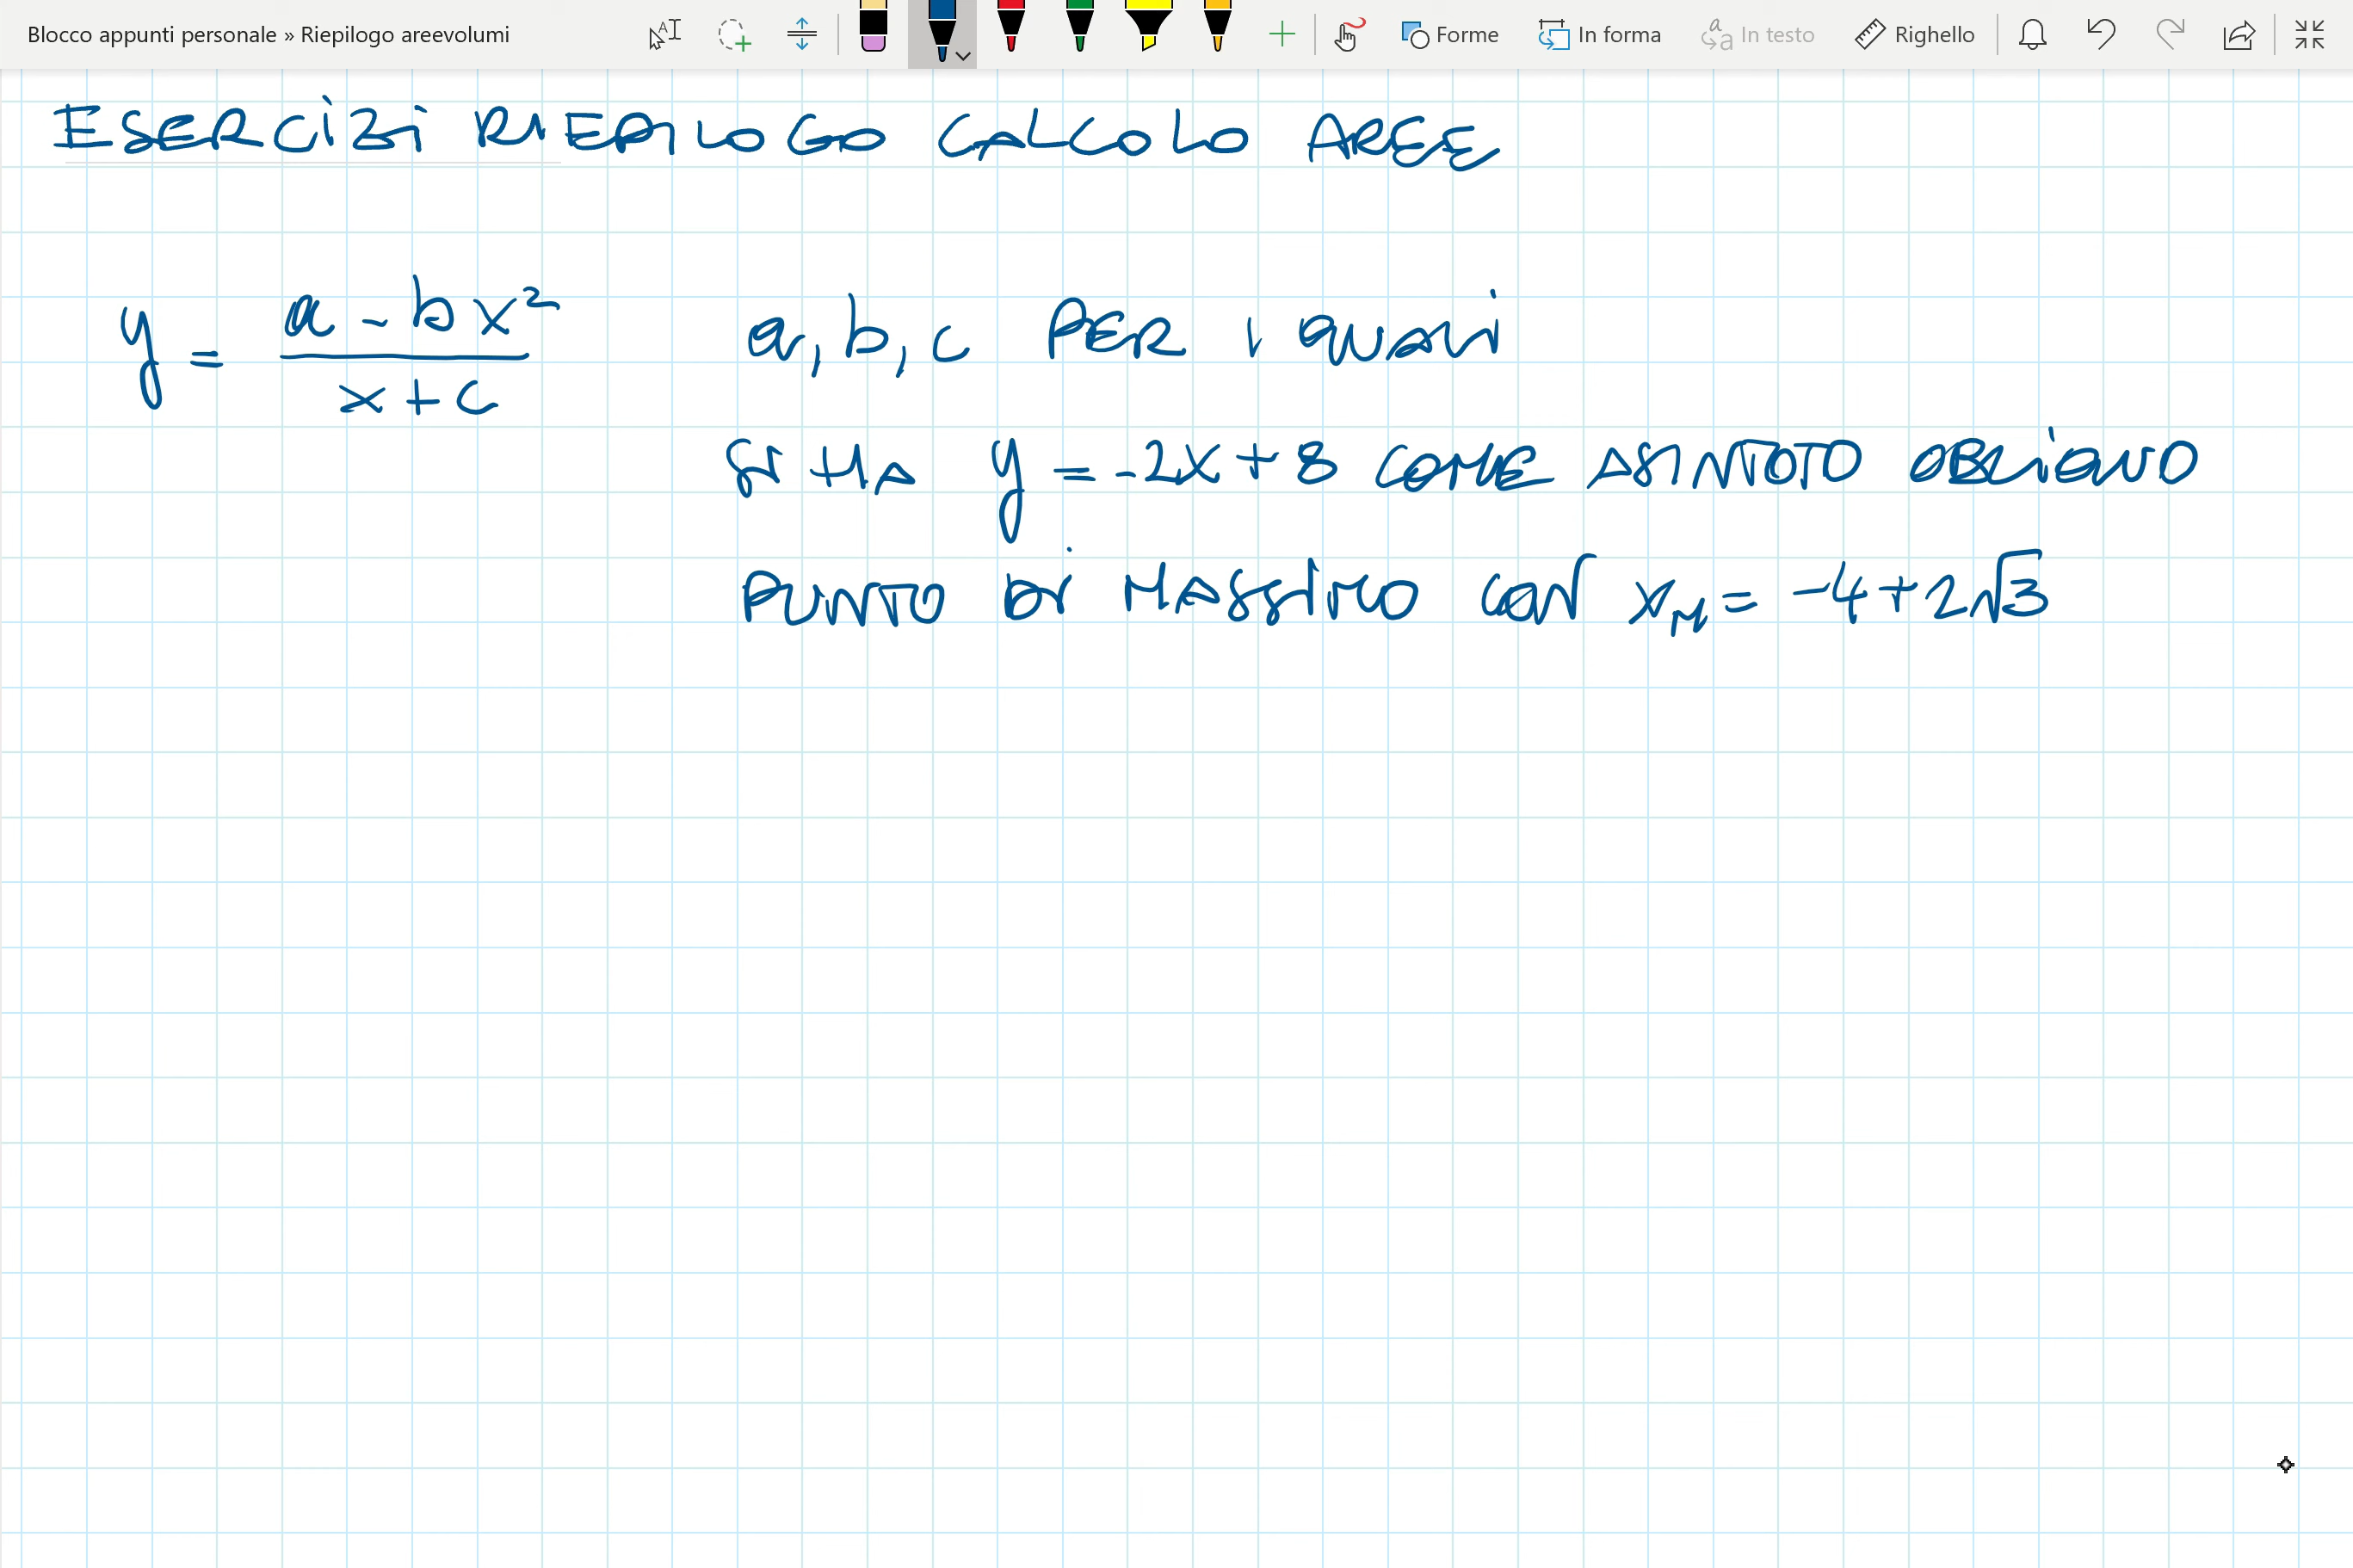 Blocco appunti personale » Riepilogo areevolumi
Forme
In forma
In testo
Righello
ESERCIZI RIEPILOGO CALCOLO AREE
y = (a - bx²)/(x + c) a, b, c PER i quali
SI HA y = -2x + 8 COME ASINTOTO OBLIQUO
PUNTO DI MASSIMO CON x_M = -4 + 2√3